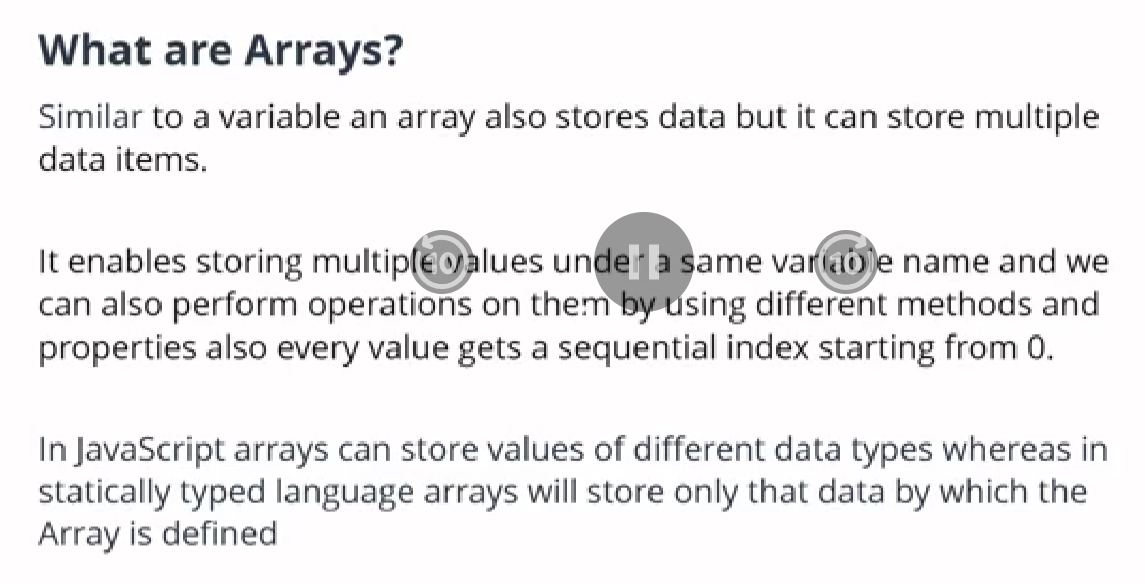 What are Arrays?
Similar to a variable an array also stores data but it can store multiple
data items.
It enables storing multiple values under a same variable name and we
can also perform operations on them by using different methods and
properties also every value gets a sequential index starting from 0.
In JavaScript arrays can store values of different data types whereas in
statically typed language arrays will store only that data by which the
Array is defined
10
10